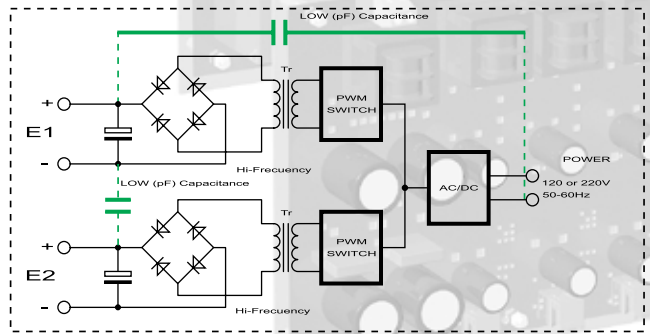 LOW (pF) Capacitance
Tr
PWM
SWITCH
+
E1
-
Hi-Frecuency
LOW (pF) Capacitance
POWER
AC/DC
120 or 220V
50-60Hz
Tr
PWM
SWITCH
+
E2
-
Hi-Frecuency